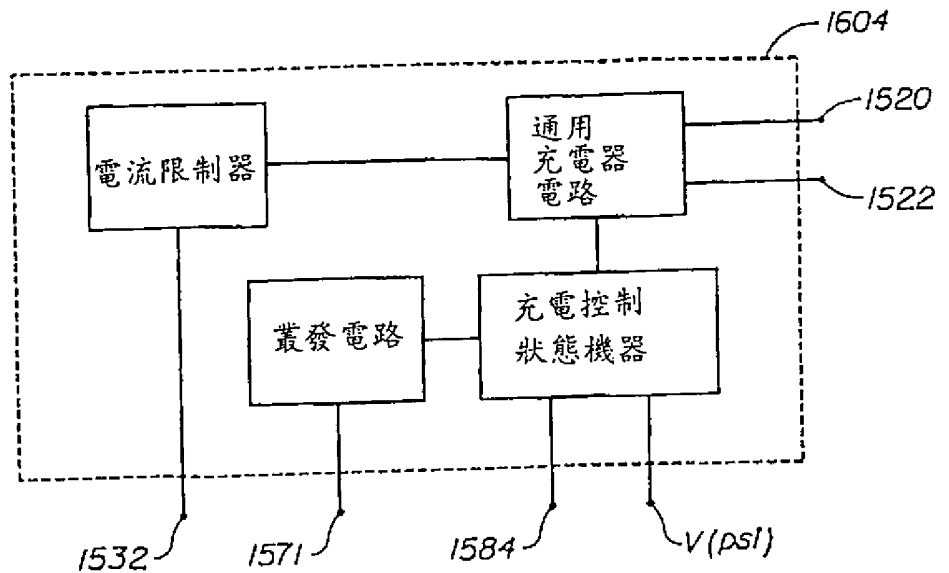 1604
1520
通用
充電器
電路
電流限制器
1522
充電控制
狀態機器
叢發電路
1532
1571
1584
V(psi)